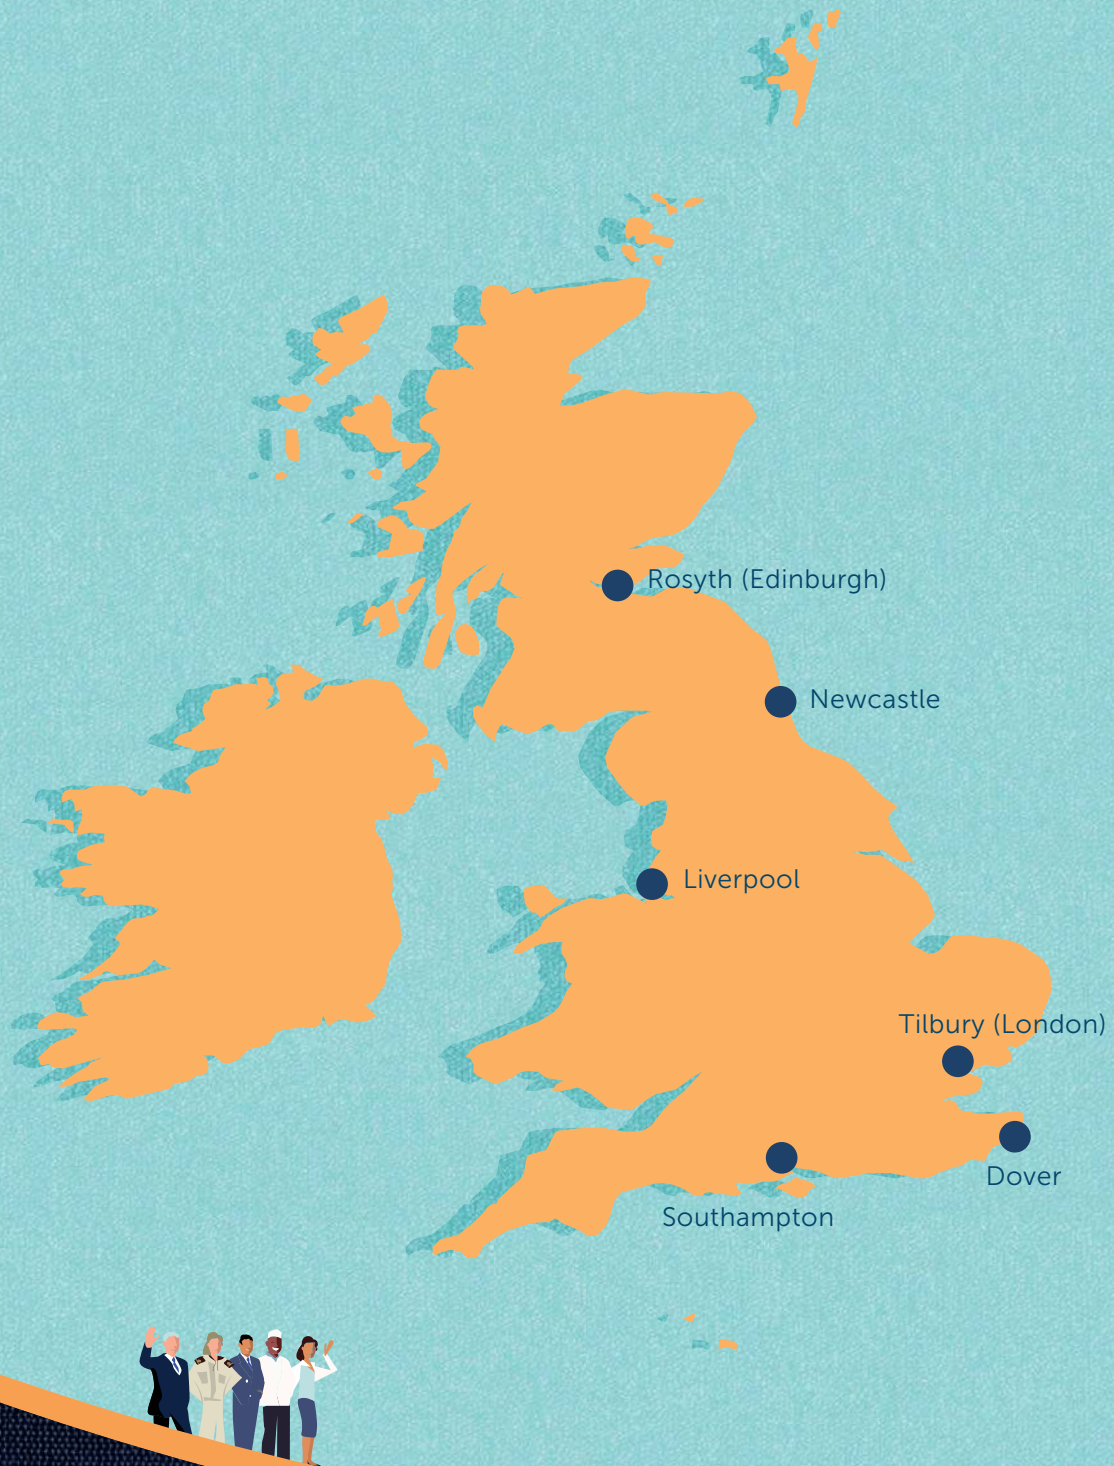 Rosyth (Edinburgh)
Newcastle
Liverpool
Tilbury (London)
Dover
Southampton